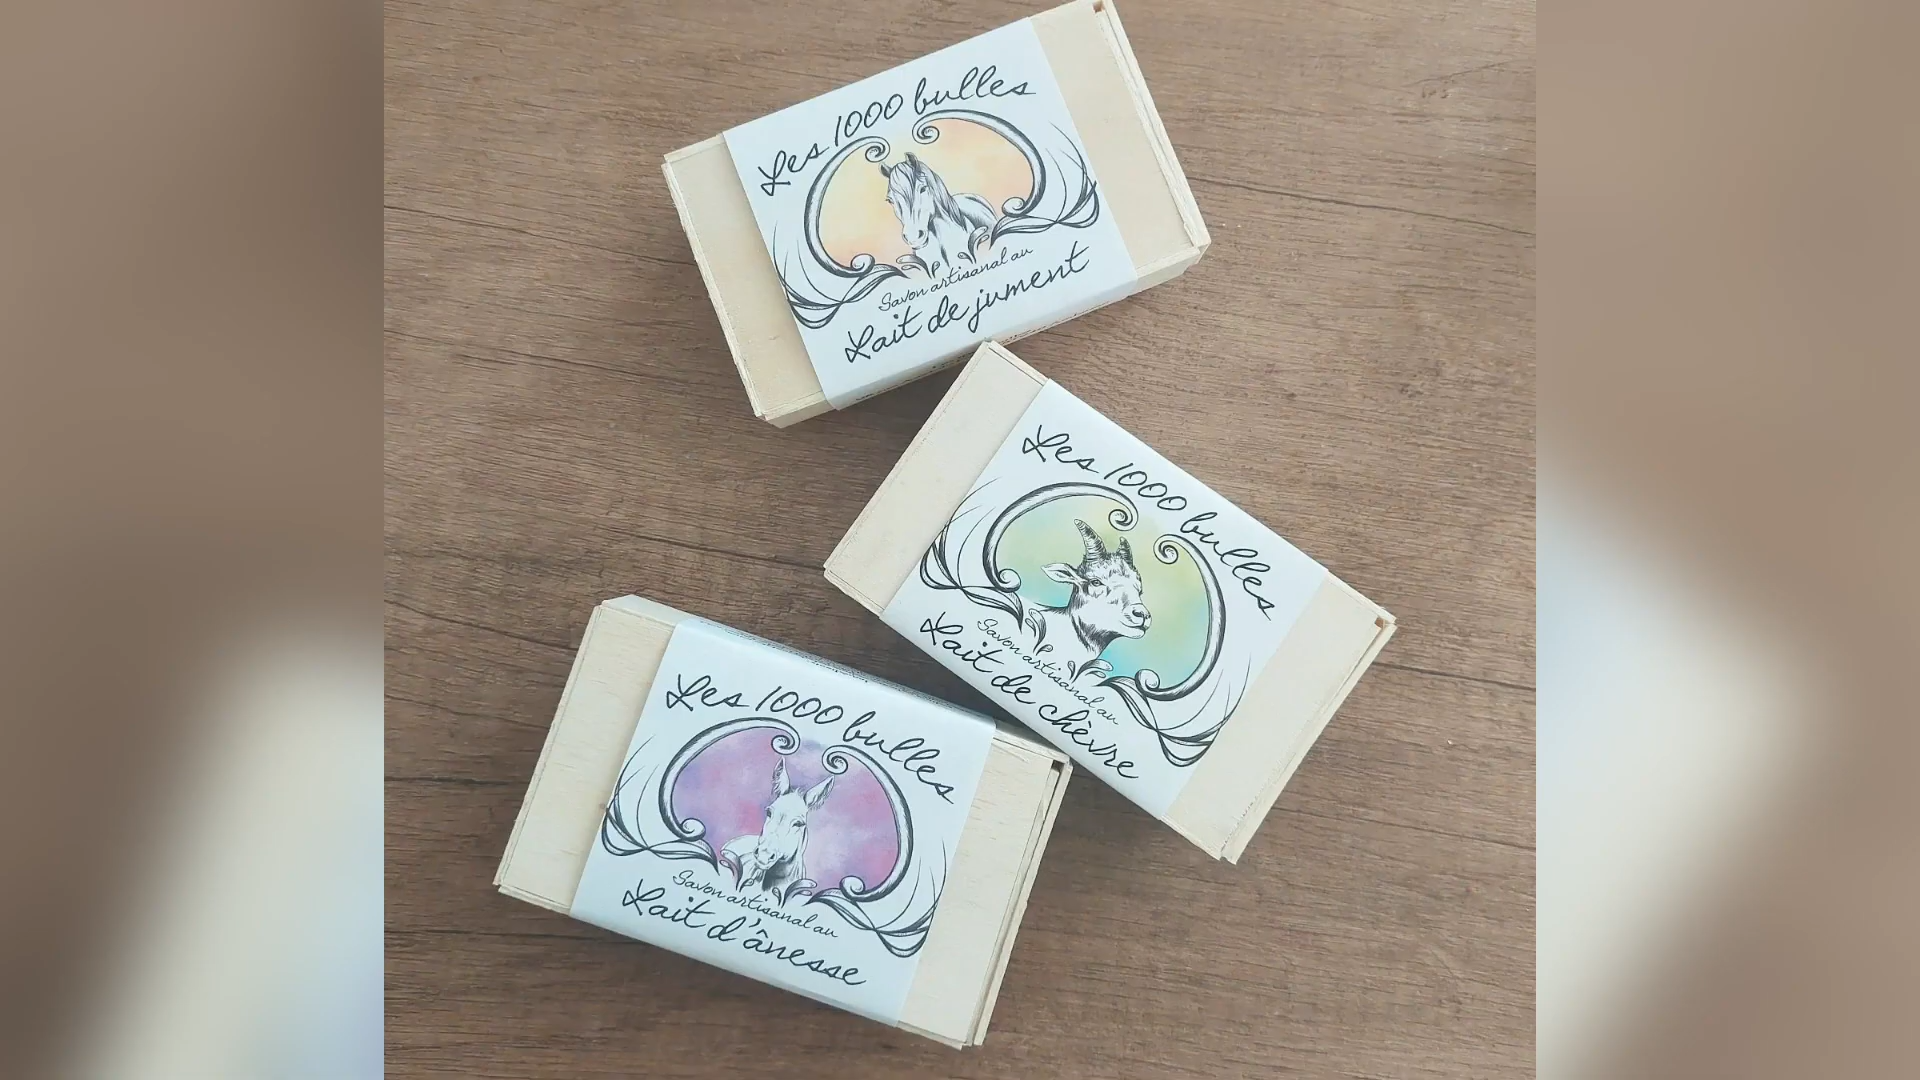 Les 1000 bulles
Savon artisanal au
Lait de jument
Les 1000 bulles
Savon artisanal au
Lait de chèvre
Les 1000 bulles
Savon artisanal au
Lait d'ânesse